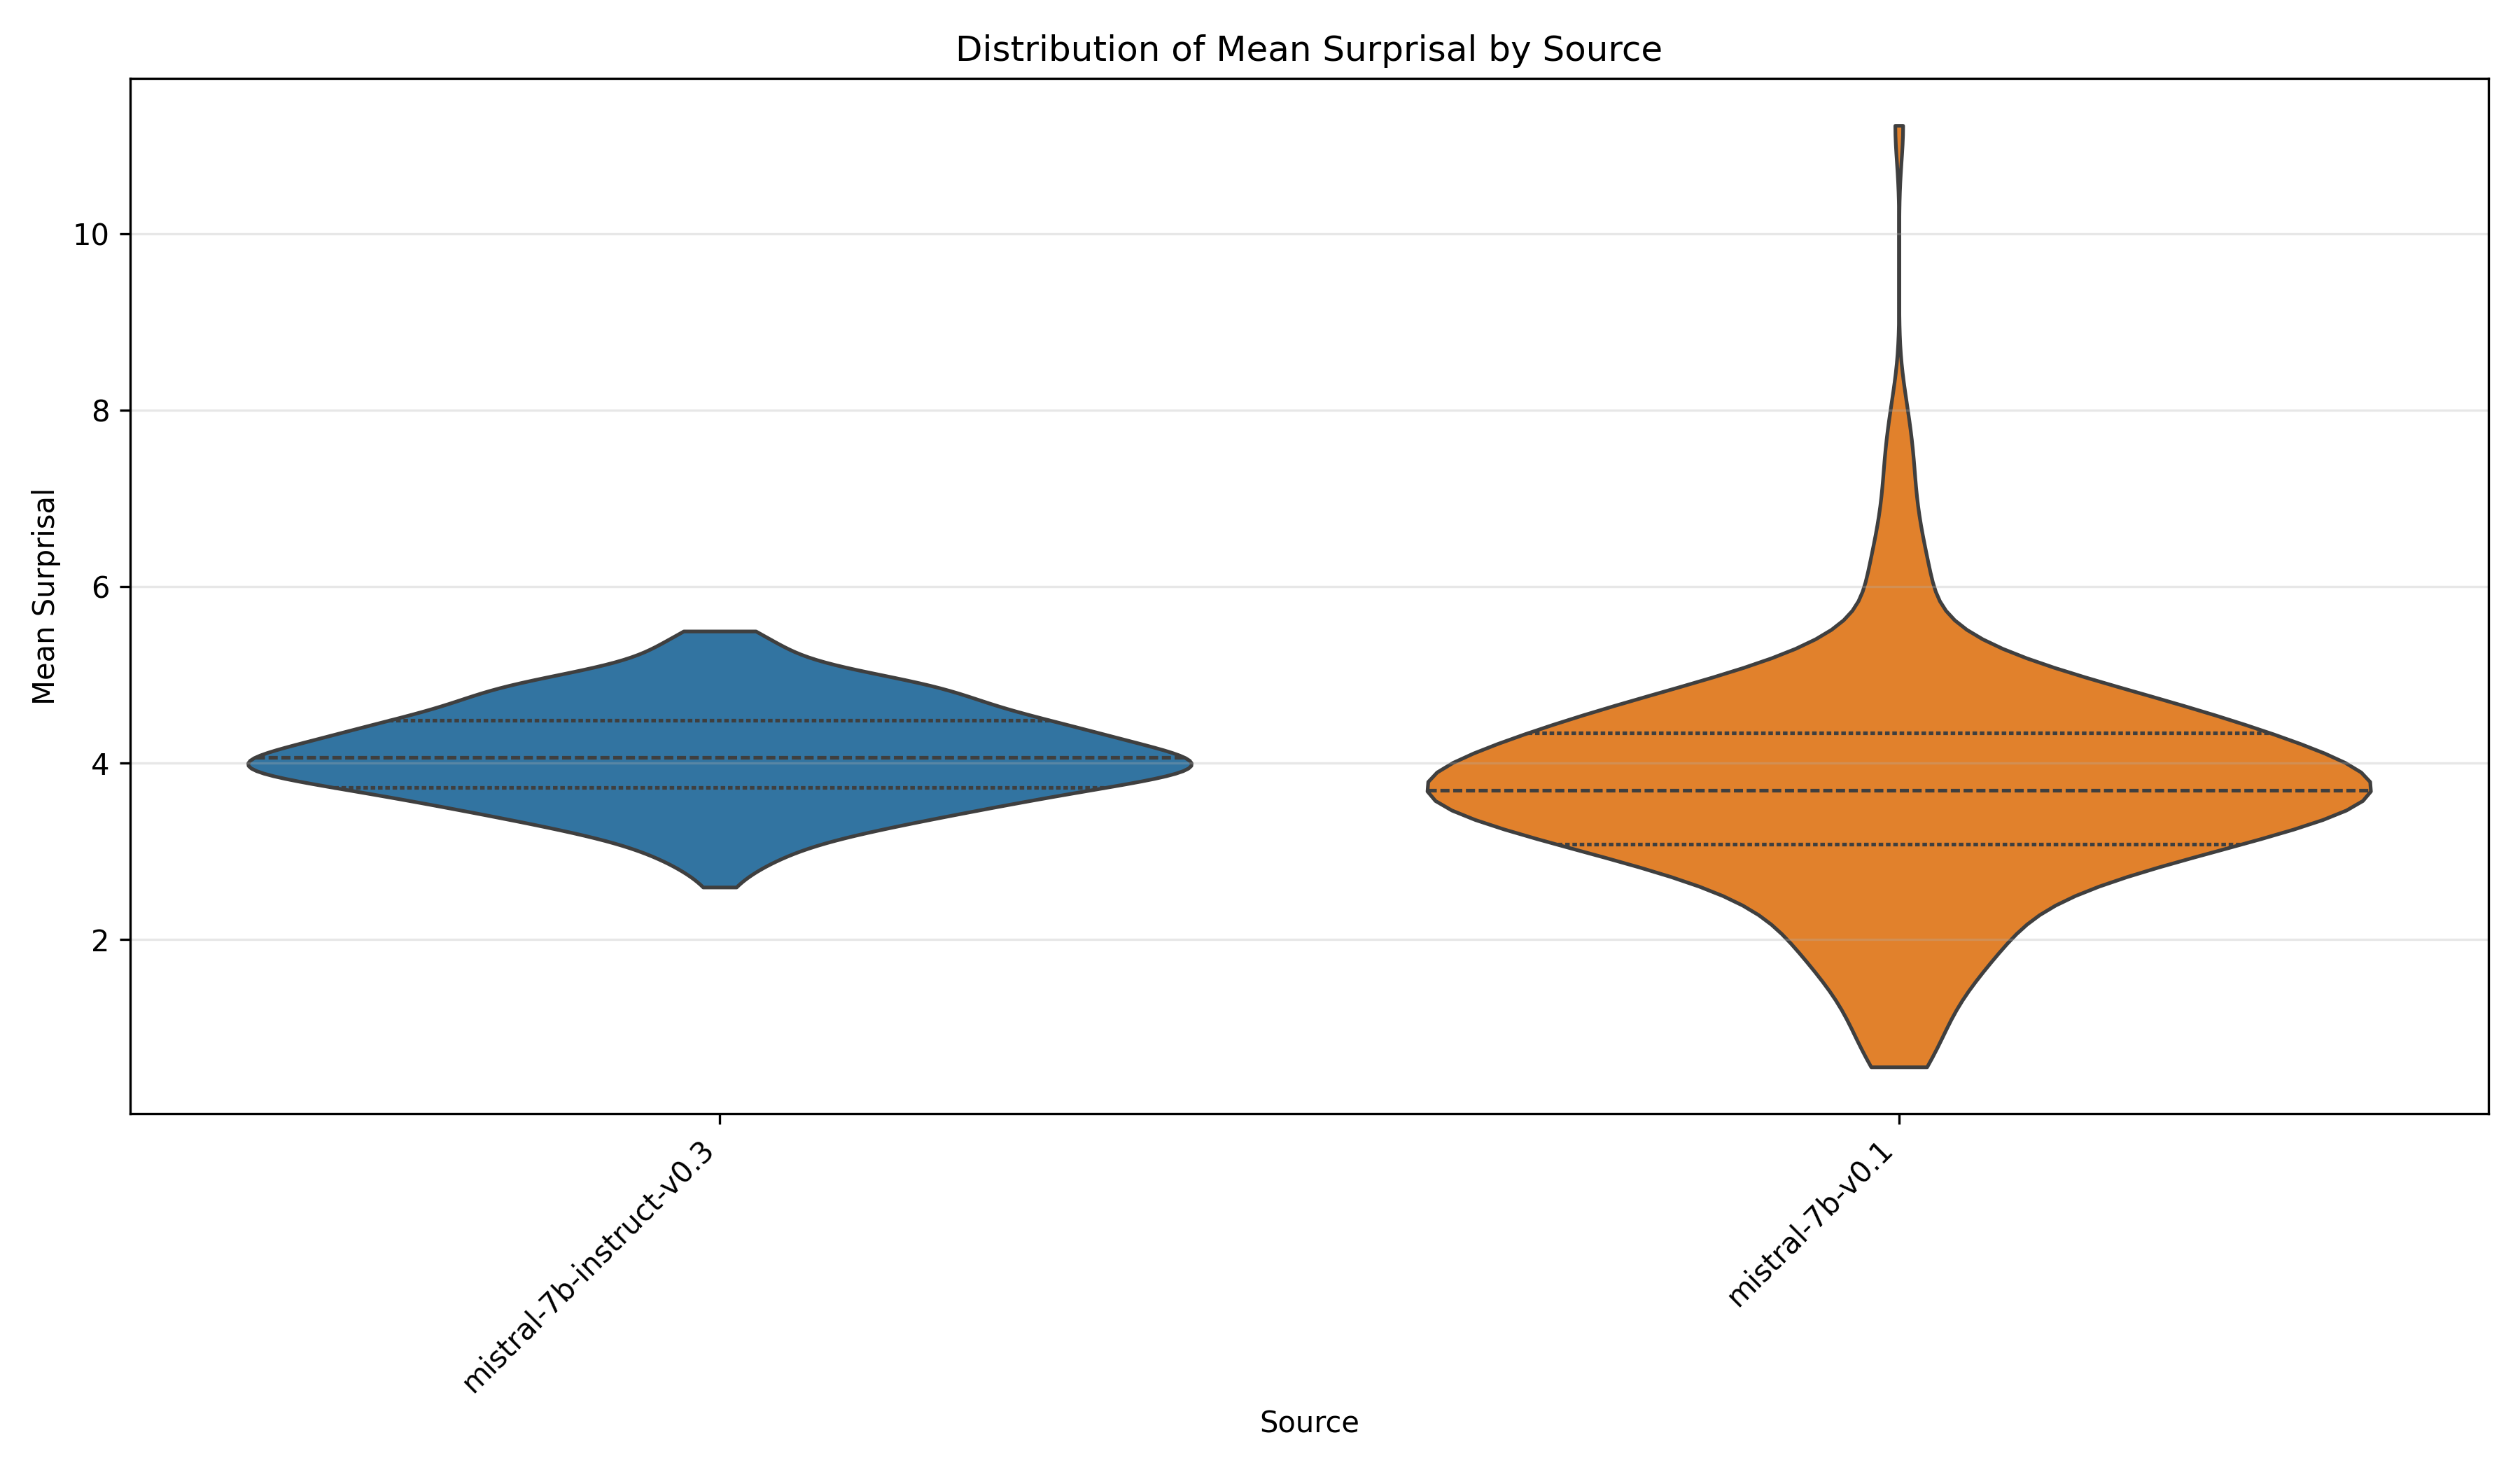 Distribution of Mean Surprisal by Source
Mean Surprisal
10
8
6
4
2
mistral-7b-instruct-v0.3
mistral-7b-v0.1
Source